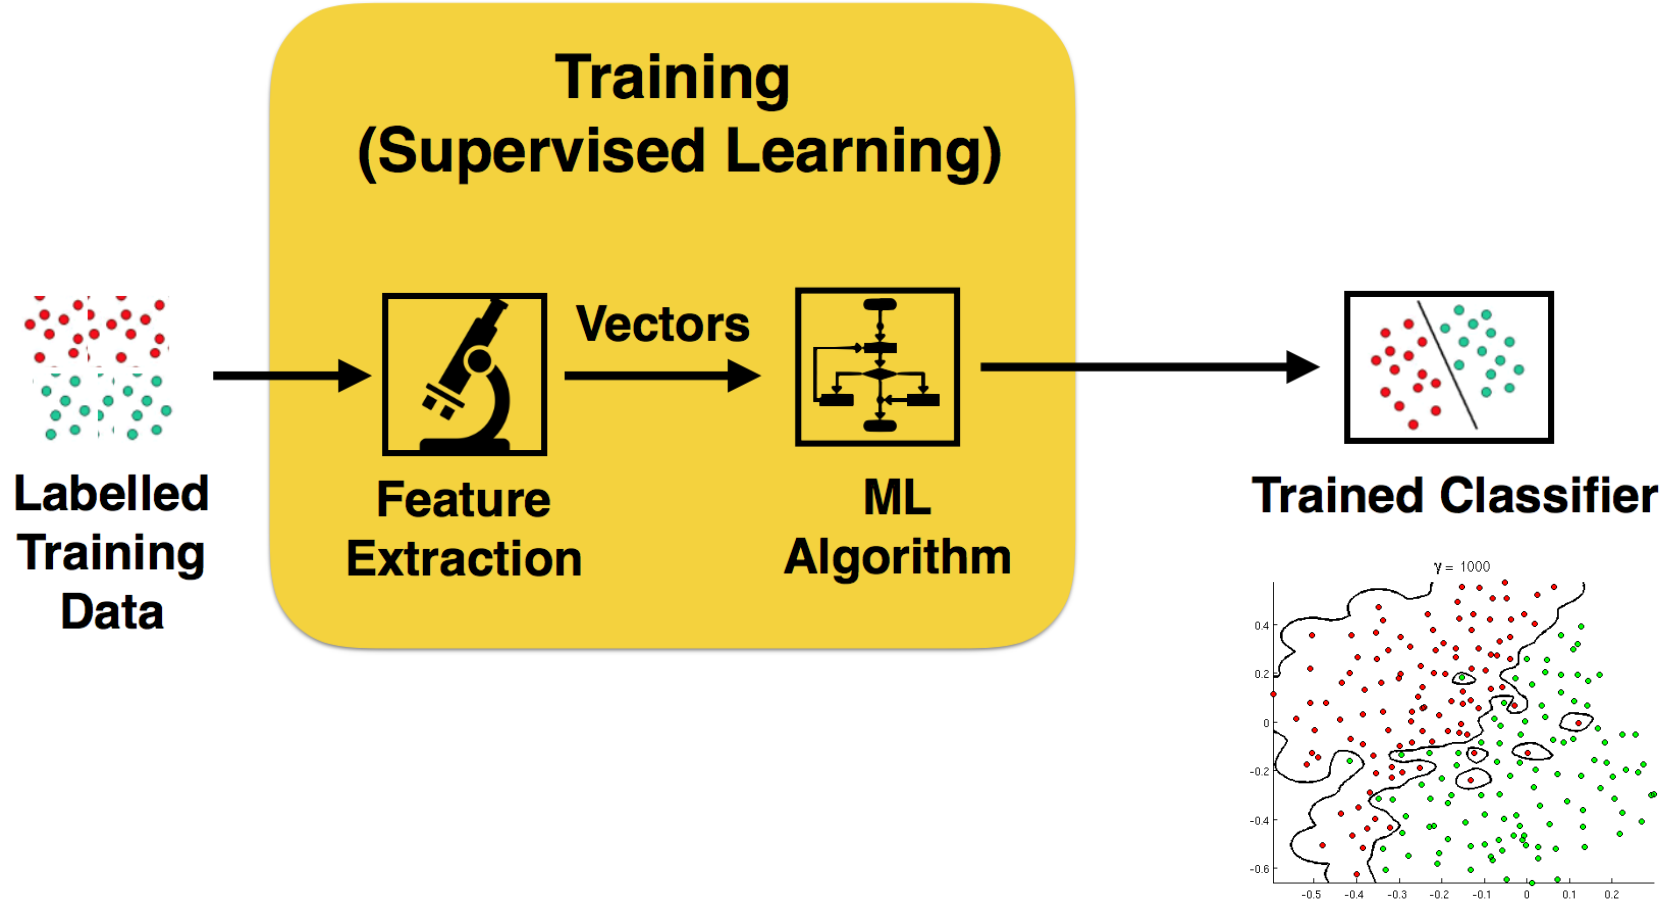 Training
(Supervised Learning)
Vectors
Labelled
Training
Data
Feature
Extraction
ML
Algorithm
Trained Classifier
γ = 1000
0.4
0.2
0
-0.2
-0.4
-0.6
-0.5 -0.4 -0.3 -0.2 -0.1 0 0.1 0.2